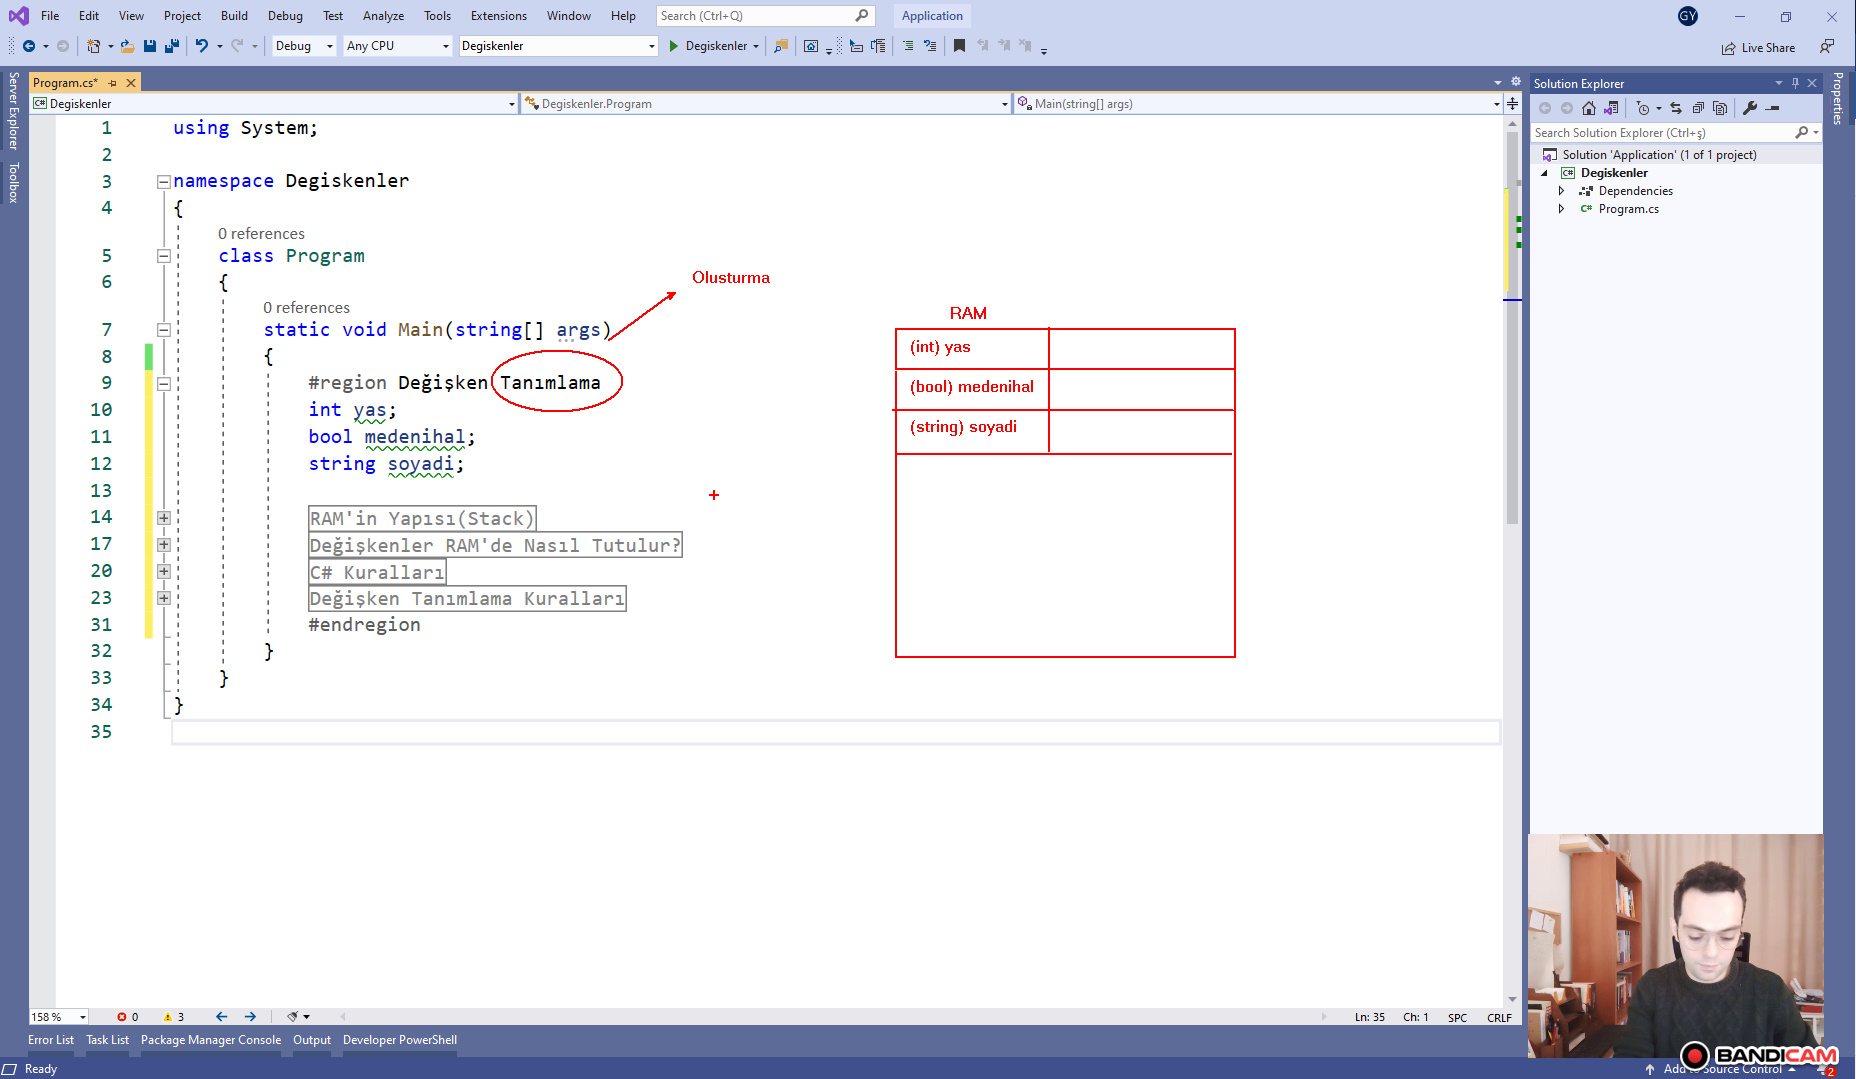 File Edit View Project Build Debug Test Analyze Tools Extensions Window Help Search (Ctrl+Q) Application GY
Debug Any CPU Degiskenler Degiskenler Live Share
Server Explorer
Toolbox
Program.cs*
Degiskenler Degiskenler.Program Main(string[] args)
1 using System;
2
3 namespace Degiskenler
4 {
0 references
5 class Program
6 {
0 references
7 static void Main(string[] args)
8 {
9 #region Değişken Tanımlama
10 int yas;
11 bool medenihal;
12 string soyadi;
13
14 RAM'in Yapısı(Stack)
17 Değişkenler RAM'de Nasıl Tutulur?
20 C# Kuralları
23 Değişken Tanımlama Kuralları
31 #endregion
32 }
33 }
34 }
35
Olusturma
RAM
(int) yas
(bool) medenihal
(string) soyadi
Solution Explorer
Search Solution Explorer (Ctrl+ş)
Solution 'Application' (1 of 1 project)
C# Degiskenler
Dependencies
C# Program.cs
Properties
158 % 0 3 Ln: 35 Ch: 1 SPC CRLF
Error List Task List Package Manager Console Output Developer PowerShell
Ready
Add to Source Control 2
BANDICAM